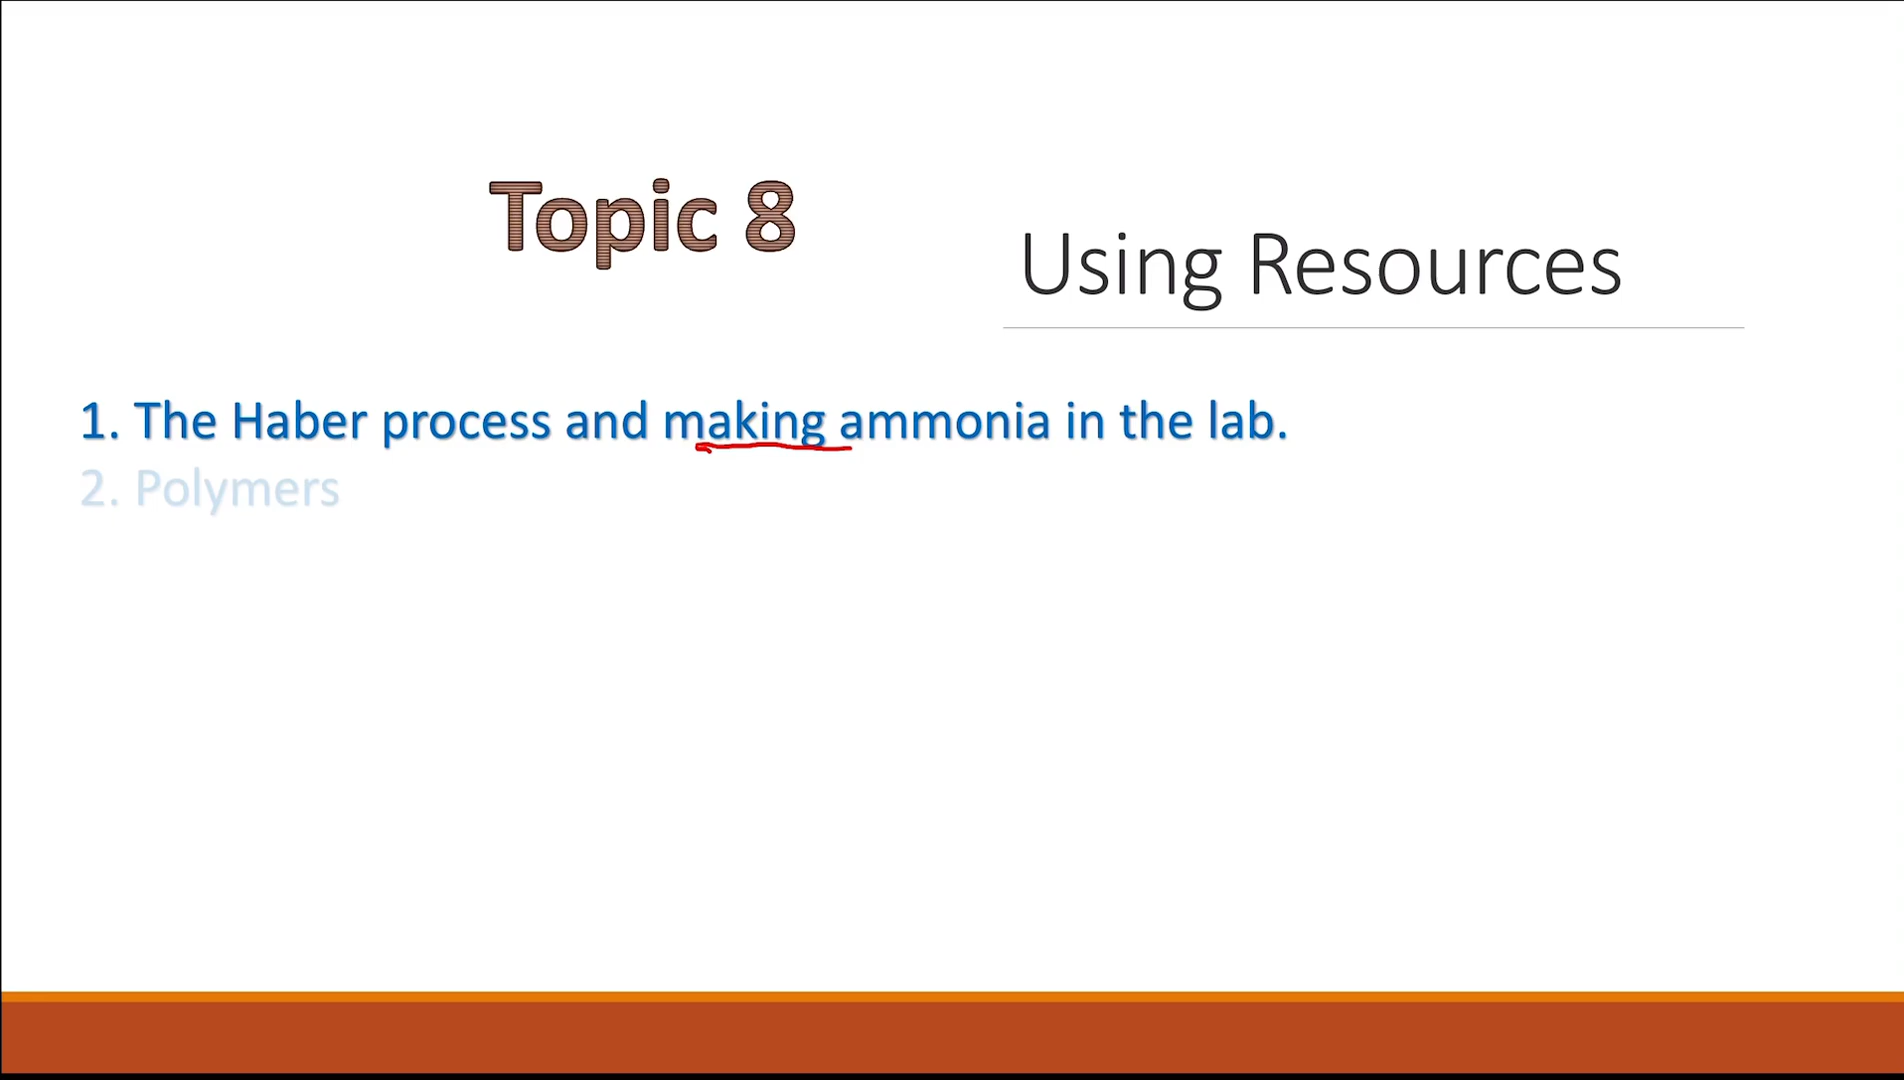 Topic 8
Using Resources
1. The Haber process and making ammonia in the lab.
2. Polymers